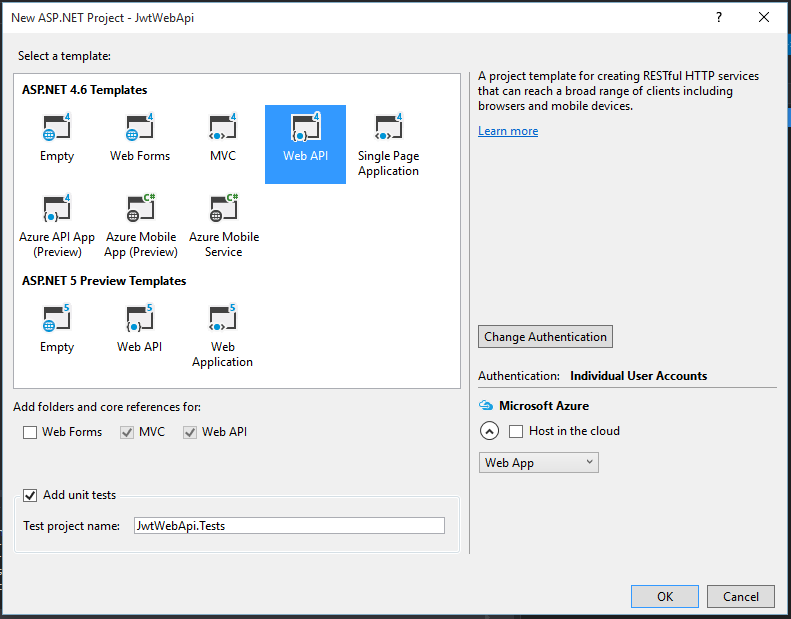 New ASP.NET Project - JwtWebApi
?
Select a template:
ASP.NET 4.6 Templates
4 4 4 4 4
Empty Web Forms MVC Web API Single Page
Application
4 C# C#
Azure API App Azure Mobile Azure Mobile
(Preview) App (Preview) Service
ASP.NET 5 Preview Templates
5 5 5
Empty Web API Web
Application
A project template for creating RESTful HTTP services
that can reach a broad range of clients including
browsers and mobile devices.
Learn more
Change Authentication
Authentication: Individual User Accounts
Microsoft Azure
Host in the cloud
Web App
Add folders and core references for:
Web Forms MVC Web API
Add unit tests
Test project name: JwtWebApi.Tests
OK Cancel